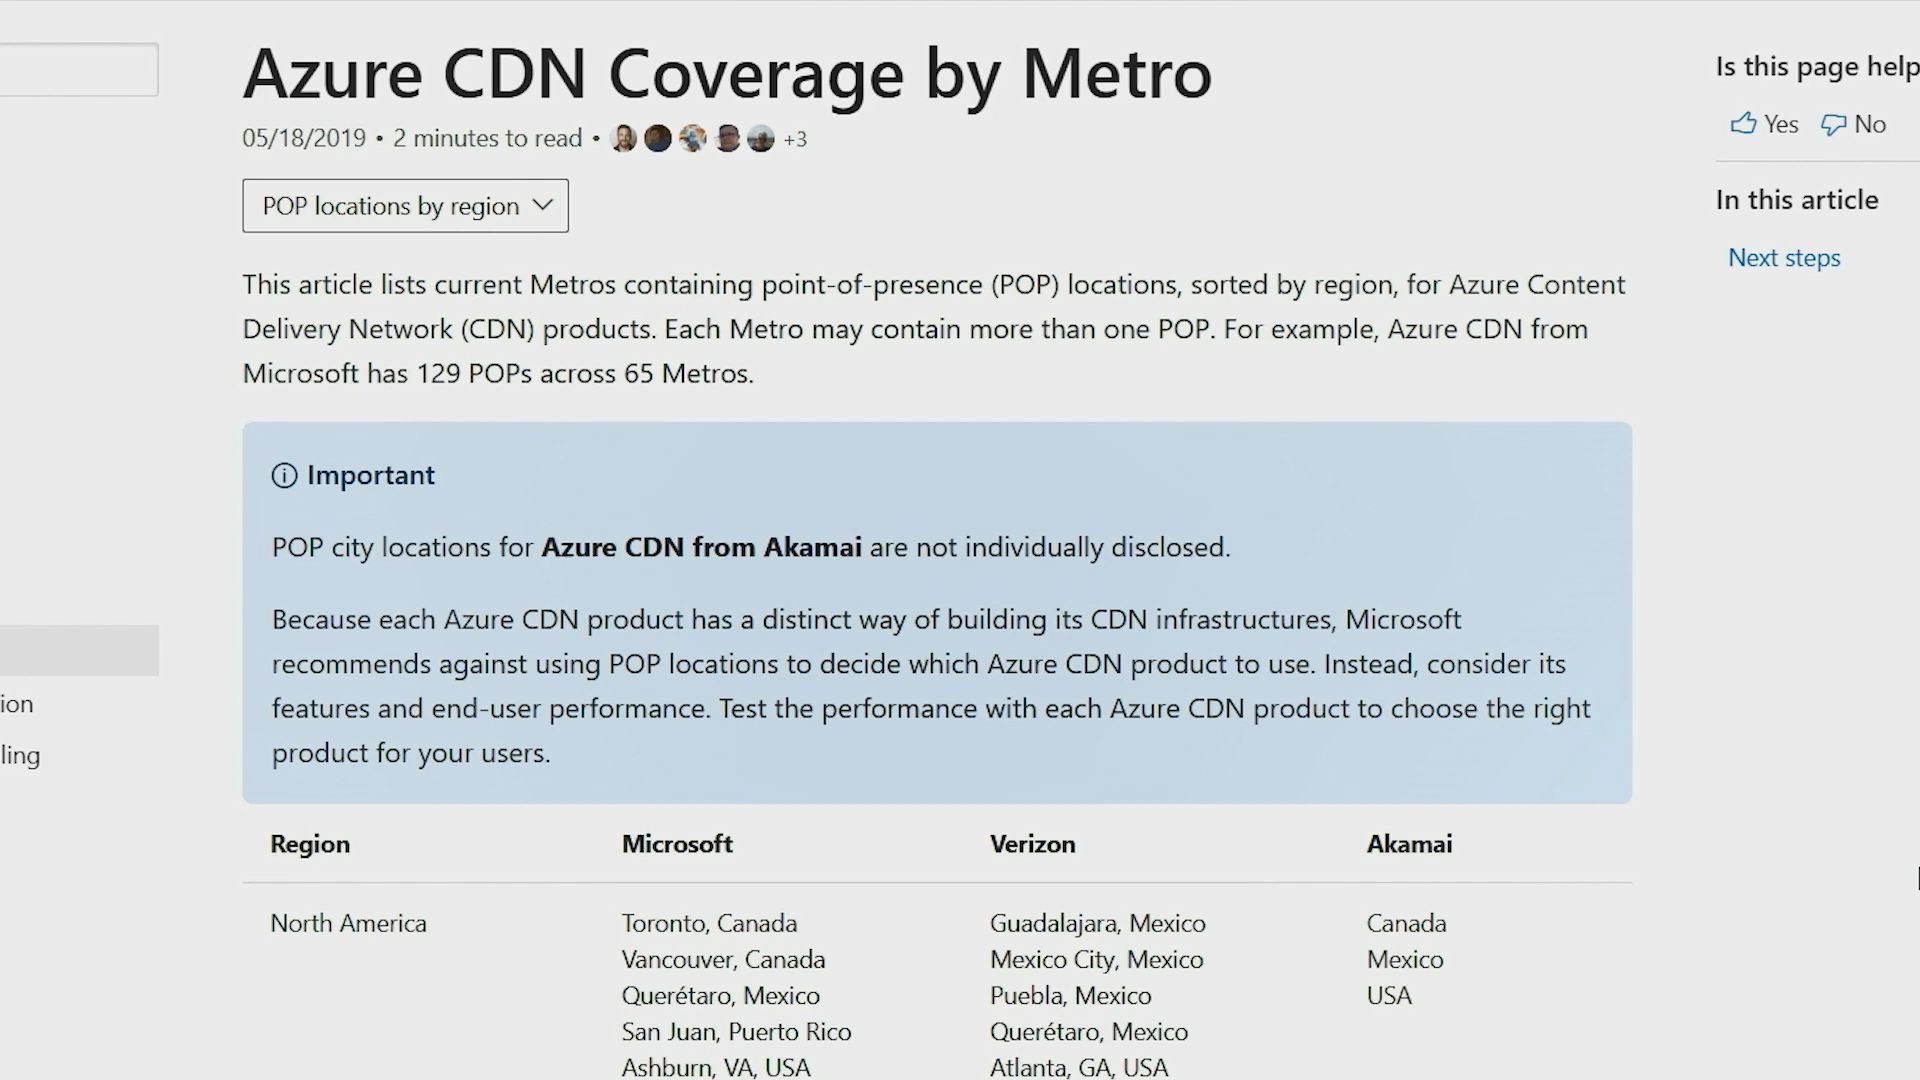 Azure CDN Coverage by Metro
05/18/2019 • 2 minutes to read • +3
POP locations by region
This article lists current Metros containing point-of-presence (POP) locations, sorted by region, for Azure Content
Delivery Network (CDN) products. Each Metro may contain more than one POP. For example, Azure CDN from
Microsoft has 129 POPs across 65 Metros.
Important
POP city locations for Azure CDN from Akamai are not individually disclosed.
Because each Azure CDN product has a distinct way of building its CDN infrastructures, Microsoft
recommends against using POP locations to decide which Azure CDN product to use. Instead, consider its
features and end-user performance. Test the performance with each Azure CDN product to choose the right
product for your users.
Region Microsoft Verizon Akamai
North America Toronto, Canada Guadalajara, Mexico Canada
Vancouver, Canada Mexico City, Mexico Mexico
Querétaro, Mexico Puebla, Mexico USA
San Juan, Puerto Rico Querétaro, Mexico
Ashburn, VA, USA Atlanta, GA, USA
Is this page help
Yes No
In this article
Next steps
ion
ling